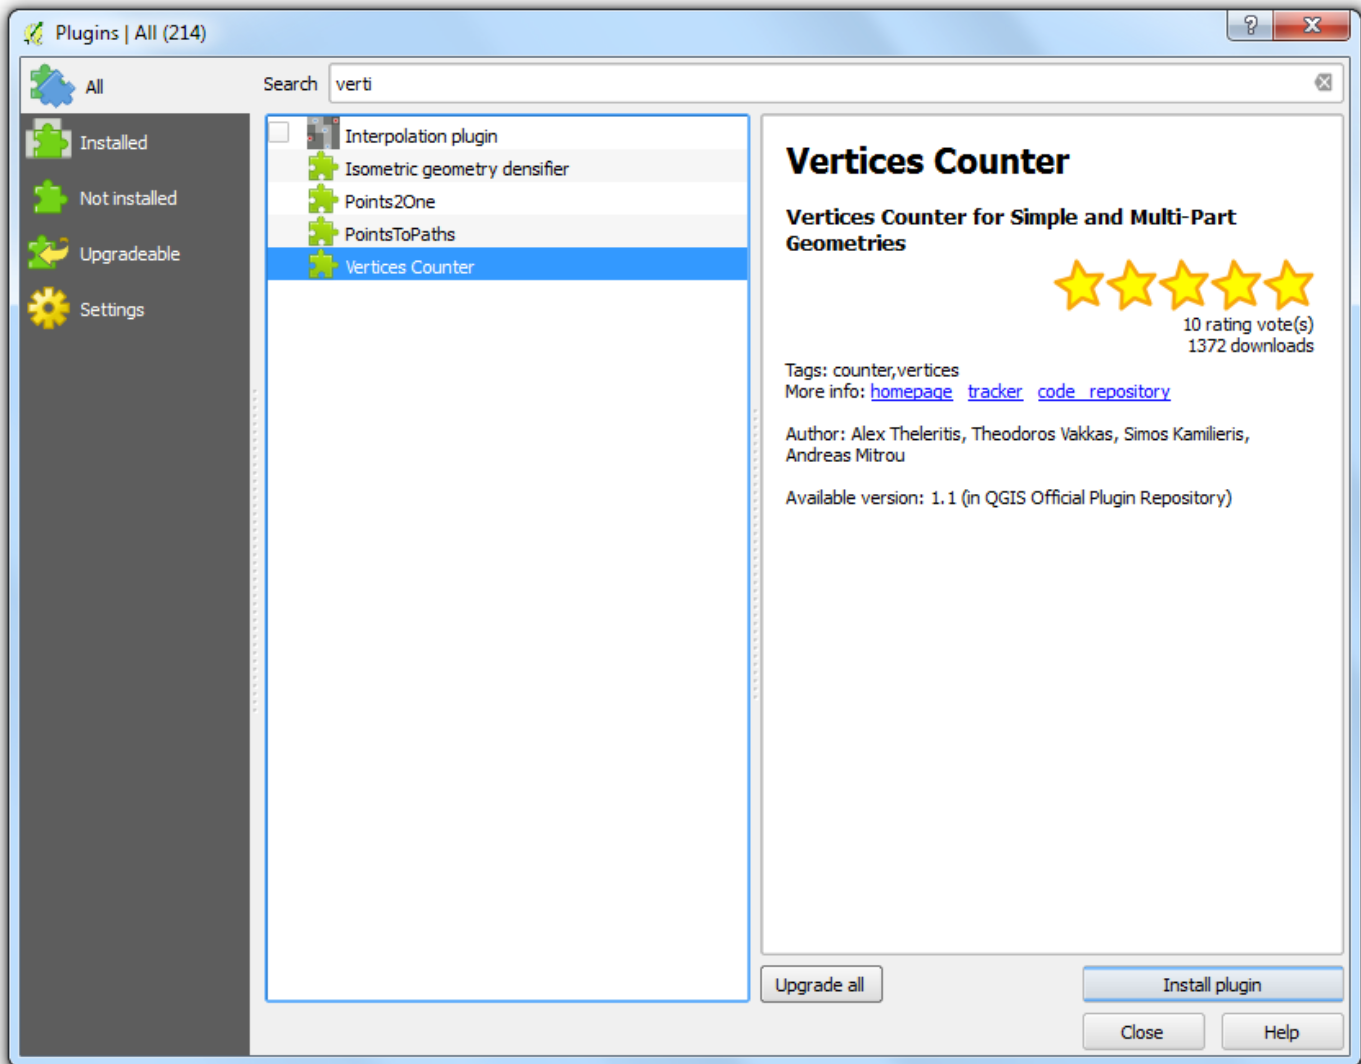 Plugins | All (214)
?
All
Installed
Not installed
Upgradeable
Settings
Search verti
Interpolation plugin
Isometric geometry densifier
Points2One
PointsToPaths
Vertices Counter
Vertices Counter
Vertices Counter for Simple and Multi-Part
Geometries
10 rating vote(s)
1372 downloads
Tags: counter,vertices
More info: homepage tracker code repository
Author: Alex Theleritis, Theodoros Vakkas, Simos Kamilieris,
Andreas Mitrou
Available version: 1.1 (in QGIS Official Plugin Repository)
Upgrade all
Install plugin
Close
Help